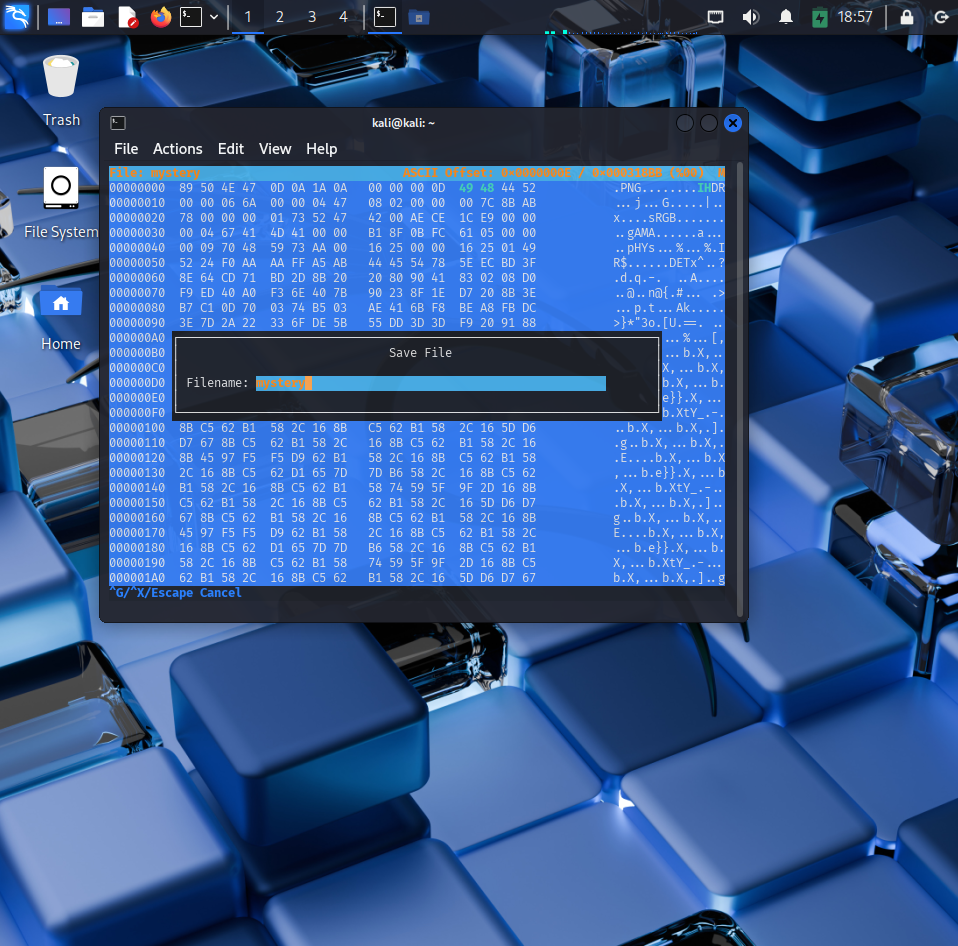 1 2 3 4 18:57
Trash
File System
Home
kali@kali: ~
File Actions Edit View Help
File: mystery ASCII Offset: 0×0000000E / 0×0003188B (%00) M
00000000 89 50 4E 47 0D 0A 1A 0A 00 00 00 0D 49 48 44 52 .PNG........IHDR
00000010 00 00 06 6A 00 00 04 47 08 02 00 00 00 7C 8B AB ...j...G.....|..
00000020 78 00 00 00 01 73 52 47 42 00 AE CE 1C E9 00 00 x....sRGB.......
00000030 00 04 67 41 4D 41 00 00 B1 8F 0B FC 61 05 00 00 ..gAMA......a...
00000040 00 09 70 48 59 73 AA 00 16 25 00 00 16 25 01 49 ..pHYs...%...%.I
00000050 52 24 F0 AA AA FF A5 AB 44 45 54 78 5E EC BD 3F R$......DETx^..?
00000060 8E 64 CD 71 BD 2D 8B 20 20 80 90 41 83 02 08 D0 .d.q.-.  ..A....
00000070 F9 ED 40 A0 F3 6E 40 7B 90 23 8F 1E D7 20 8B 3E ..@..n@{.#... .>
00000080 B7 C1 0D 70 03 74 B5 03 AE 41 6B F8 BE A8 FB DC ...p.t...Ak.....
00000090 3E 7D 2A 22 33 6F DE 5B 55 DD 3D 3D F9 20 91 88 >}*"3o.[U.==. ..
000000A0 ...%...[,
000000B0 ...b.X,..
000000C0 X,...b.X,
000000D0 b.X,...b.
000000E0 e}}.X,...
000000F0 b.XtY_.-.
Save File
Filename: mystery
00000100 8B C5 62 B1 58 2C 16 8B C5 62 B1 58 2C 16 5D D6 ..b.X,...b.X,.].
00000110 D7 67 8B C5 62 B1 58 2C 16 8B C5 62 B1 58 2C 16 .g..b.X,...b.X,.
00000120 8B 45 97 F5 F5 D9 62 B1 58 2C 16 8B C5 62 B1 58 .E....b.X,...b.X
00000130 2C 16 8B C5 62 D1 65 7D 7D B6 58 2C 16 8B C5 62 ,...b.e}}.X,...b
00000140 B1 58 2C 16 8B C5 62 B1 58 74 59 5F 9F 2D 16 8B .X,...b.XtY_.-..
00000150 C5 62 B1 58 2C 16 8B C5 62 B1 58 2C 16 5D D6 D7 .b.X,...b.X,.]..
00000160 67 8B C5 62 B1 58 2C 16 8B C5 62 B1 58 2C 16 8B g..b.X,...b.X,..
00000170 45 97 F5 F5 D9 62 B1 58 2C 16 8B C5 62 B1 58 2C E....b.X,...b.X,
00000180 16 8B C5 62 D1 65 7D 7D B6 58 2C 16 8B C5 62 B1 ...b.e}}.X,...b.
00000190 58 2C 16 8B C5 62 B1 58 74 59 5F 9F 2D 16 8B C5 X,...b.XtY_.-...
000001A0 62 B1 58 2C 16 8B C5 62 B1 58 2C 16 5D D6 D7 67 b.X,...b.X,.]..g
^G/^X/Escape Cancel